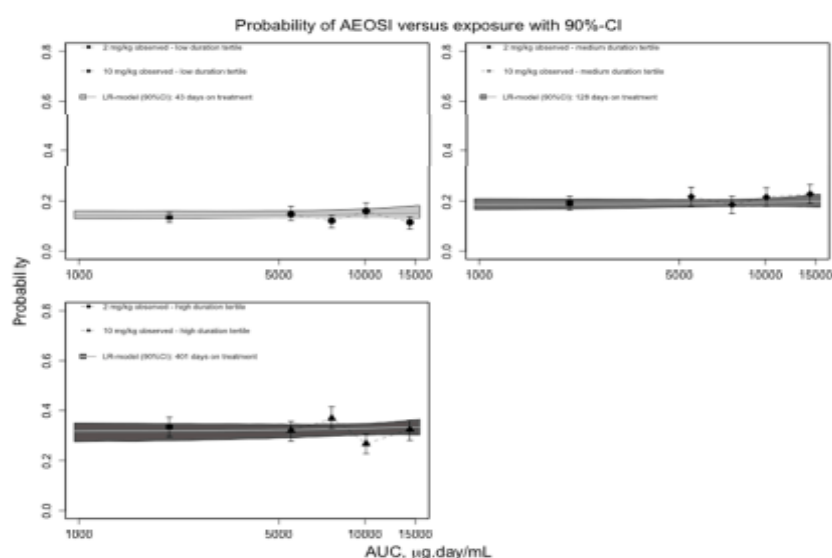 Probability of AEOSI versus exposure with 90%-CI
2 mg/kg observed - low duration tertile
10 mg/kg observed - low duration tertile
LR-model (90%CI): 43 days on treatment
0.8
0.6
0.4
0.2
0.0
1000 5000 10000 15000
2 mg/kg observed - medium duration tertile
10 mg/kg observed - medium duration tertile
LR-model (90%CI): 128 days on treatment
0.8
0.6
0.4
0.2
0.0
1000 5000 10000 15000
Probability
2 mg/kg observed - high duration tertile
10 mg/kg observed - high duration tertile
LR-model (90%CI): 401 days on treatment
0.8
0.6
0.4
0.2
0.0
1000 5000 10000 15000
AUC, µg.day/mL